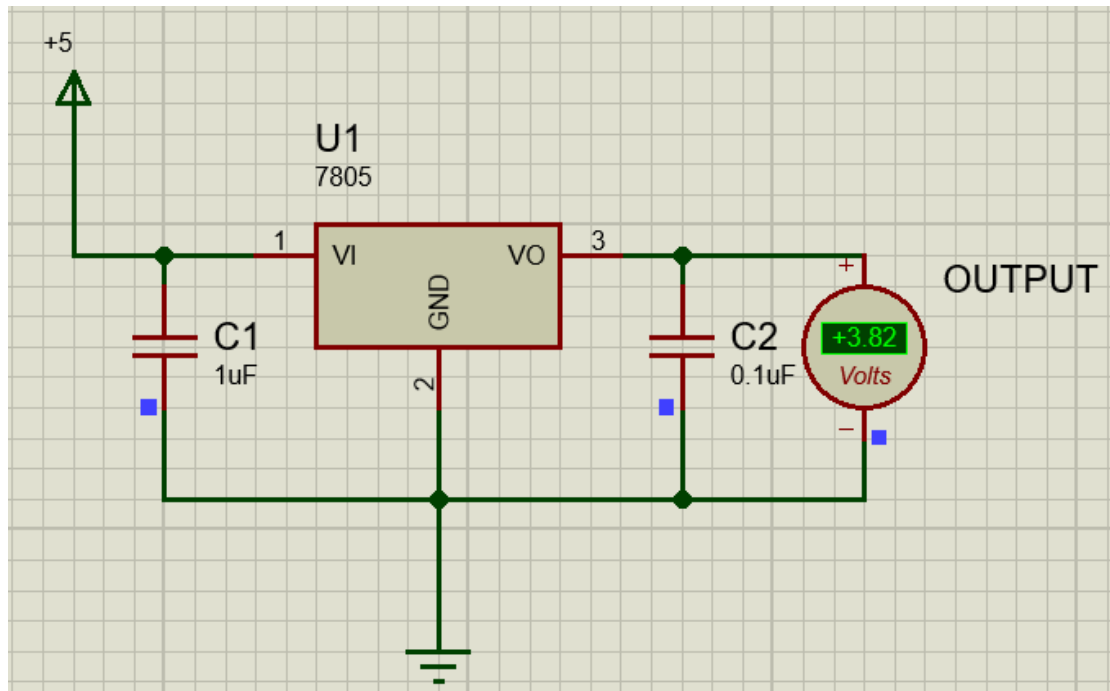 +5
U1
7805
1
VI
VO
3
GND
2
C1
1uF
C2
0.1uF
+
+3.82
Volts
−
OUTPUT